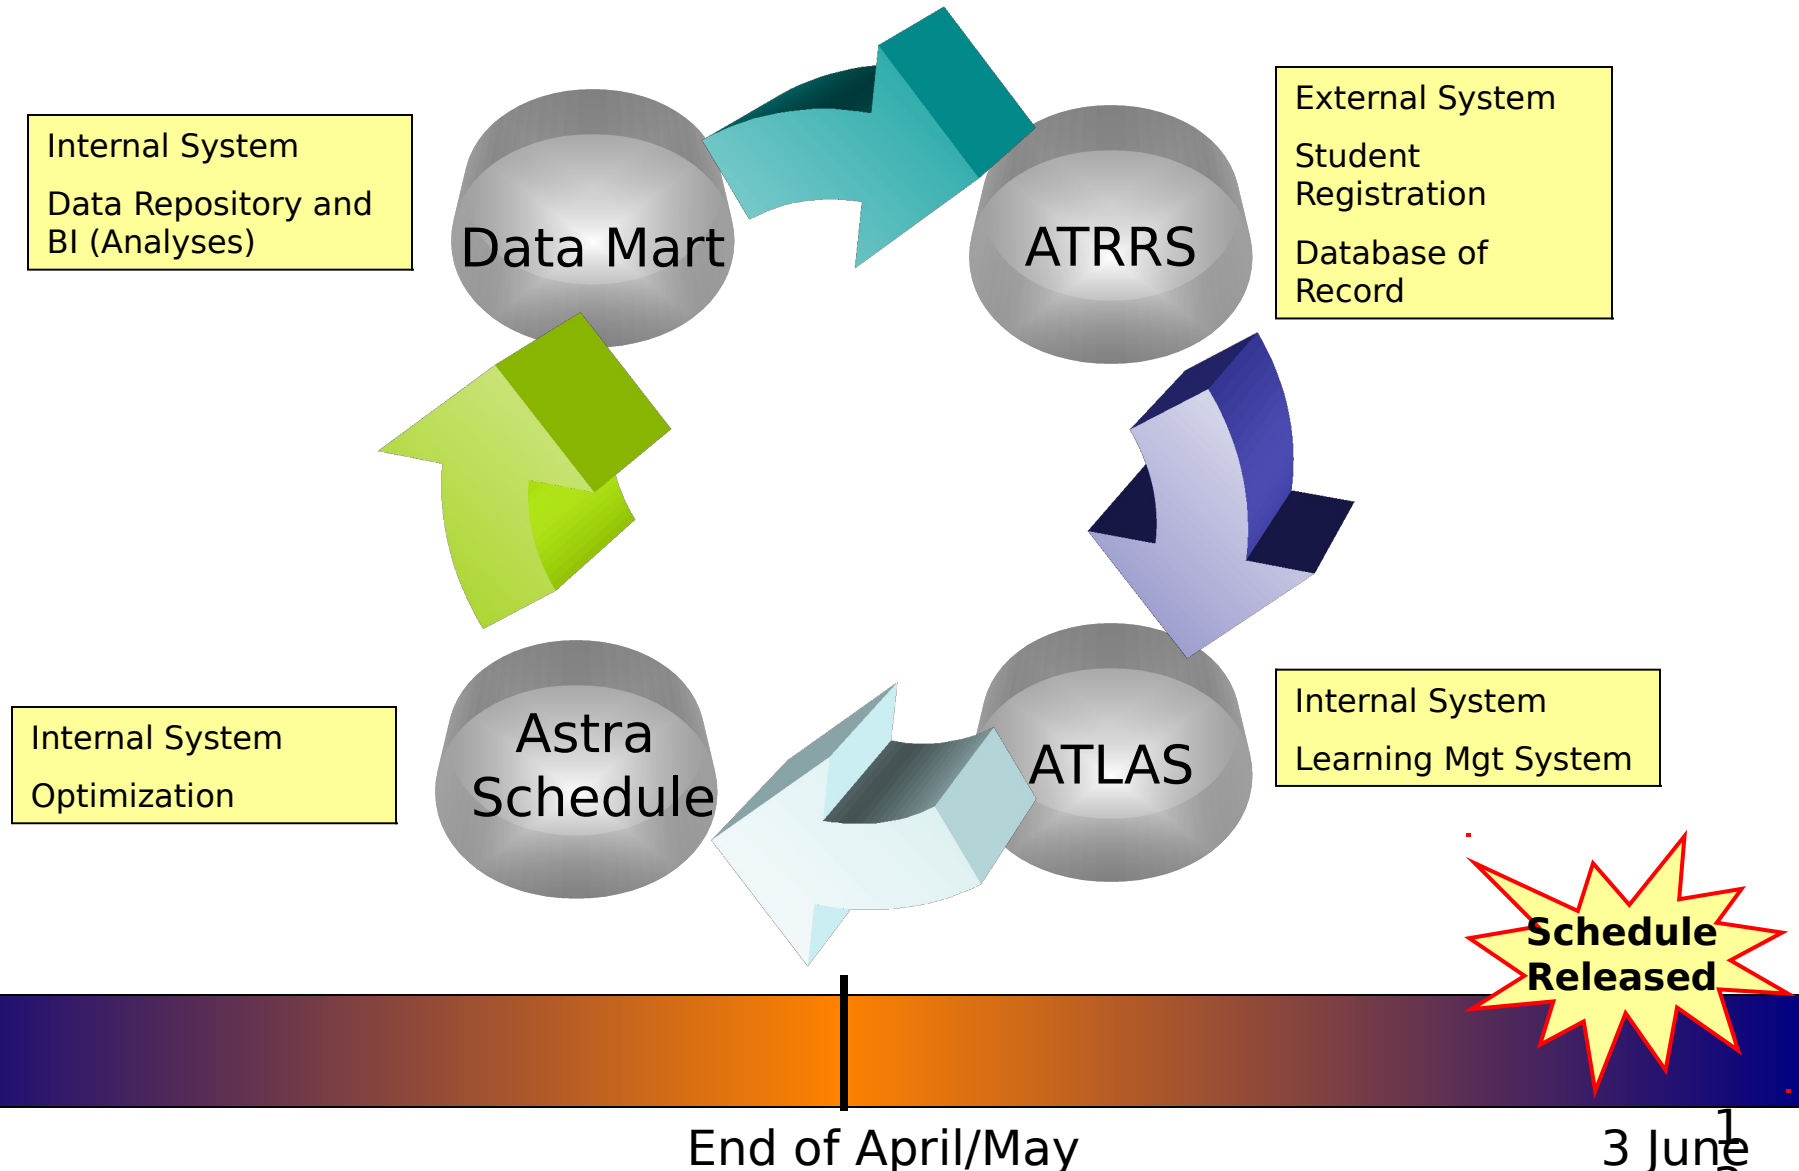 Internal System
Data Repository and
BI (Analyses)
Data Mart
ATRRS
External System
Student
Registration
Database of
Record
Internal System
Optimization
Astra
Schedule
ATLAS
Internal System
Learning Mgt System
Schedule
Released
End of April/May
3 June
1